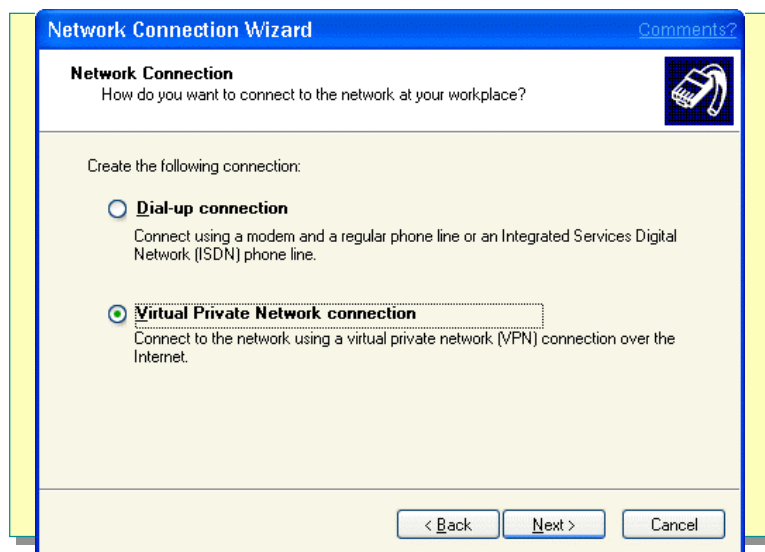 Network Connection Wizard
Comments?
Network Connection
How do you want to connect to the network at your workplace?
Create the following connection:
Dial-up connection
Connect using a modem and a regular phone line or an Integrated Services Digital
Network (ISDN) phone line.
Virtual Private Network connection
Connect to the network using a virtual private network (VPN) connection over the
Internet.
< Back
Next >
Cancel